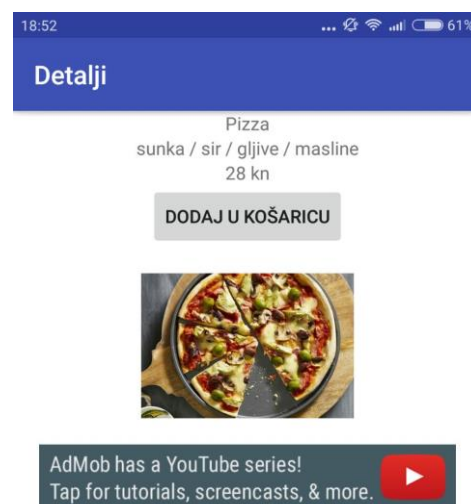 18:52
... 61%
Detalji
Pizza
sunka / sir / gljive / masline
28 kn
DODAJ U KOŠARICU
AdMob has a YouTube series!
Tap for tutorials, screencasts, & more.